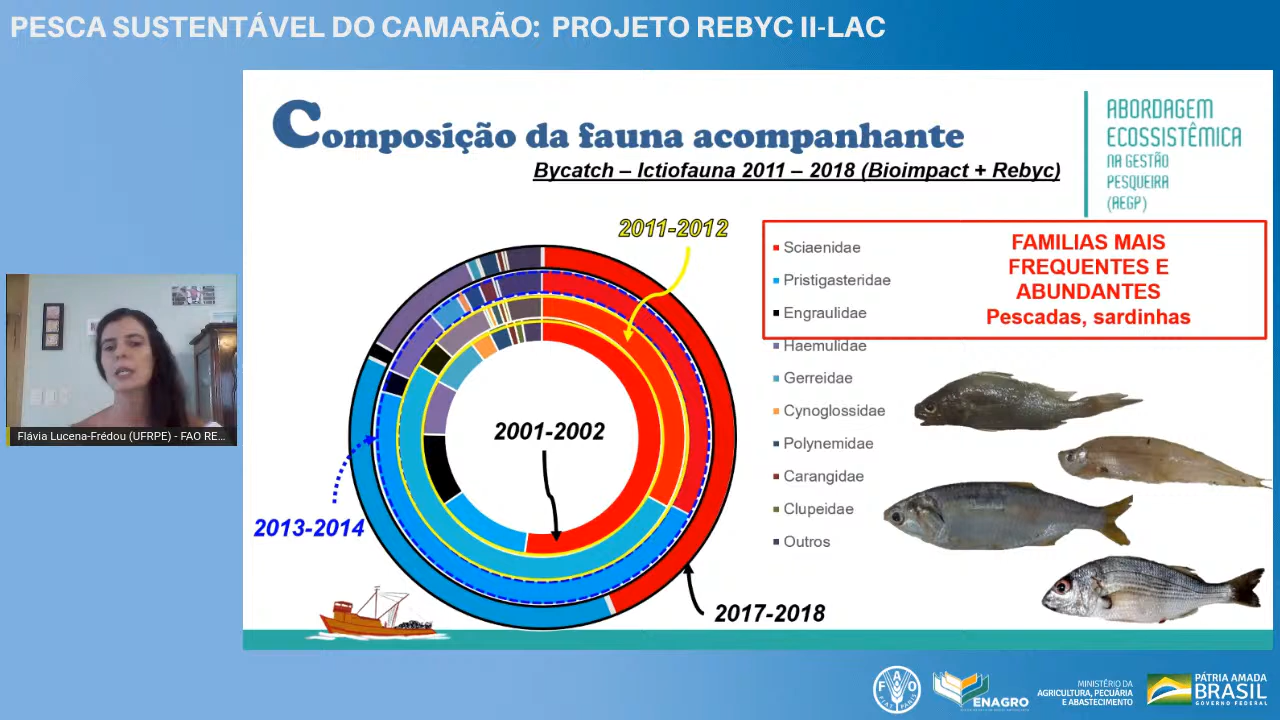 PESCA SUSTENTÁVEL DO CAMARÃO: PROJETO REBYC II-LAC
Composição da fauna acompanhante
Bycatch – Ictiofauna 2011 – 2018 (Bioimpact + Rebyc)
ABORDAGEM
ECOSSISTÊMICA
NA GESTÃO
PESQUEIRA
(AEGP)
2011-2012
Sciaenidae
Pristigasteridae
Engraulidae
Haemulidae
Gerreidae
Cynoglossidae
Polynemidae
Carangidae
Clupeidae
Outros
FAMILIAS MAIS
FREQUENTES E
ABUNDANTES
Pescadas, sardinhas
2001-2002
2013-2014
2017-2018
Flávia Lucena-Frédou (UFRPE) - FAO RE...
FAO
ENAGRO
MINISTÉRIO DA
AGRICULTURA, PECUÁRIA
E ABASTECIMENTO
PÁTRIA AMADA
BRASIL
GOVERNO FEDERAL